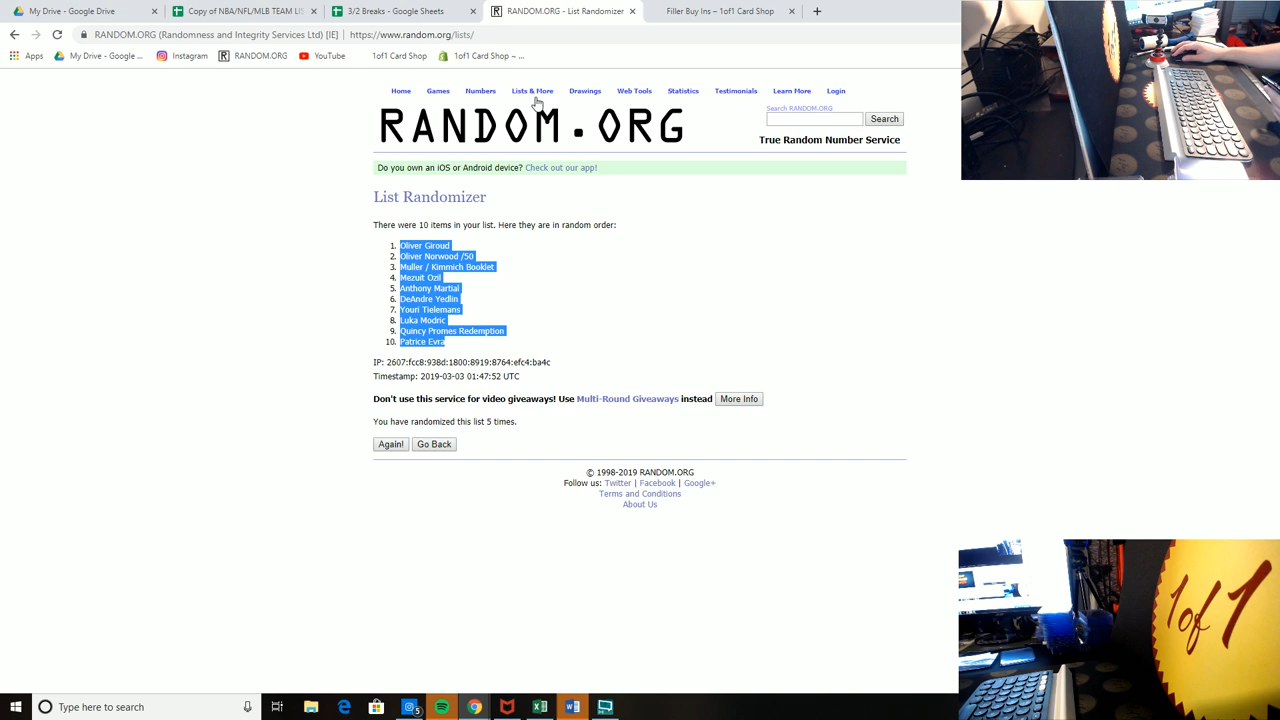 My Drive - Google Drive
Copy of NBA/NFL/MLB TEAM LIS
3/2 Breaks - Google Sheets
RANDOM.ORG - List Randomizer
Filler Buy Ins ~ 1of1 Card Shop
RANDOM.ORG (Randomness and Integrity Services Ltd) [IE] | https://www.random.org/lists/
Apps
My Drive - Google ...
Instagram
RANDOM.ORG
YouTube
1of1 Card Shop
1of1 Card Shop ~ ...
Home Games Numbers Lists & More Drawings Web Tools Statistics Testimonials Learn More Login
RANDOM.ORG
Search RANDOM.ORG
Search
True Random Number Service
Do you own an iOS or Android device? Check out our app!
List Randomizer
There were 10 items in your list. Here they are in random order:
1. Oliver Giroud
2. Oliver Norwood /50
3. Muller / Kimmich Booklet
4. Mezuit Ozil
5. Anthony Martial
6. DeAndre Yedlin
7. Youri Tielemans
8. Luka Modric
9. Quincy Promes Redemption
10. Patrice Evra
IP: 2607:fcc8:938d:1800:8919:8764:efc4:ba4c
Timestamp: 2019-03-03 01:47:52 UTC
Don't use this service for video giveaways! Use Multi-Round Giveaways instead More Info
You have randomized this list 5 times.
Again! Go Back
© 1998-2019 RANDOM.ORG
Follow us: Twitter | Facebook | Google+
Terms and Conditions
About Us
1of1
Type here to search
5